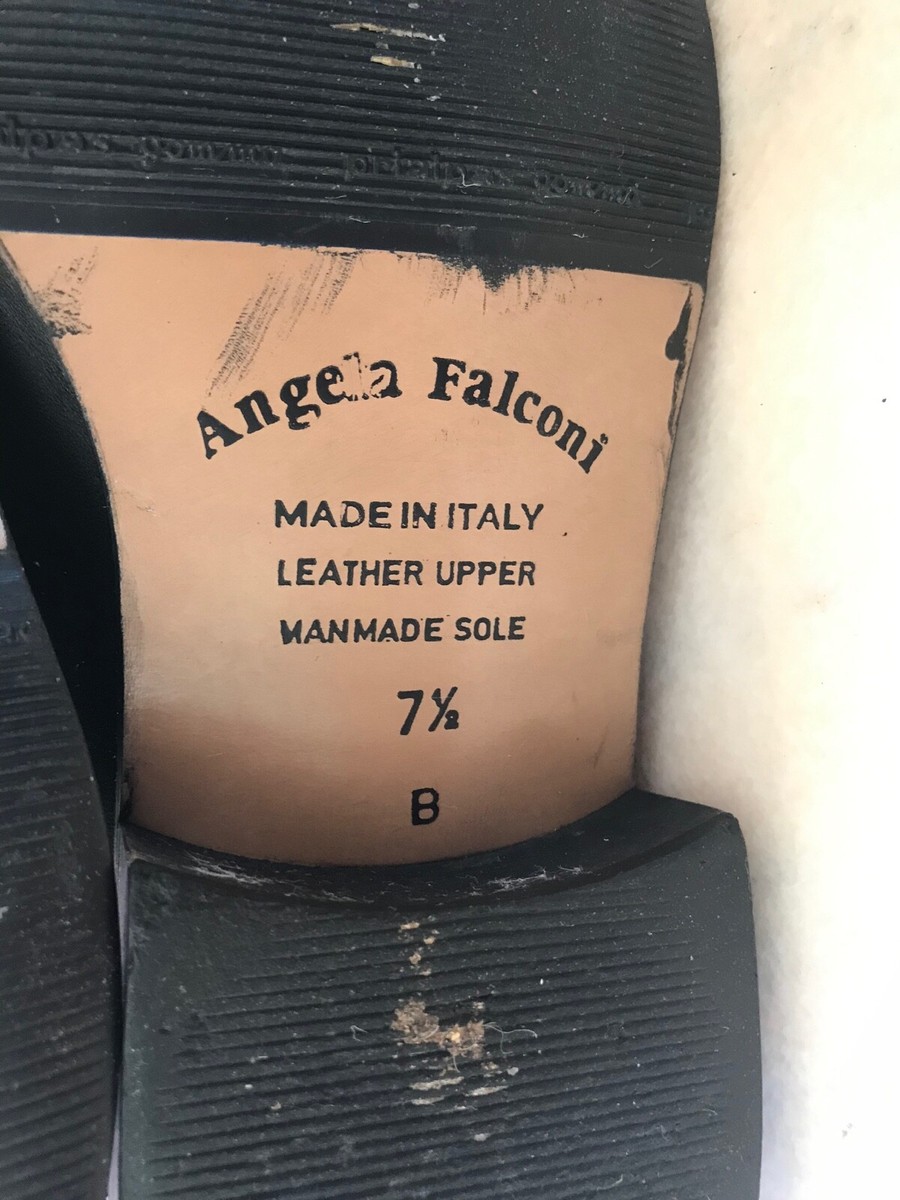 Angela Falconi
MADE IN ITALY
LEATHER UPPER
MANMADE SOLE
7½
B